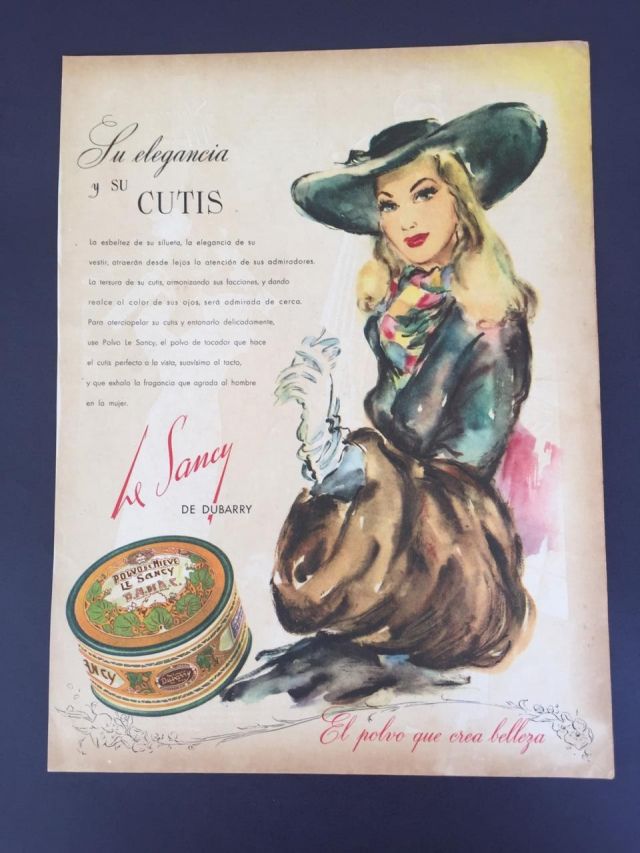 Su elegancia
y SU
CUTIS
La esbeltez de su silueta, la elegancia de su
vestir, atraerán desde lejos la atención de sus admiradores.
La tersura de su cutis, armonizando sus facciones, y dando
realce al color de sus ojos, será admirada de cerca.
Para aterciopelar su cutis y entonarlo delicadamente,
use Polvo Le Sancy, el polvo de tocador que hace
el cutis perfecto a la vista, suavísimo al tacto,
y que exhala la fragancia que agrada al hombre
en la mujer.
Le Sancy
DE DUBARRY
POLVO DE NIEVE
LE SANCY
ANCY
DUBARRY
El polvo que crea belleza